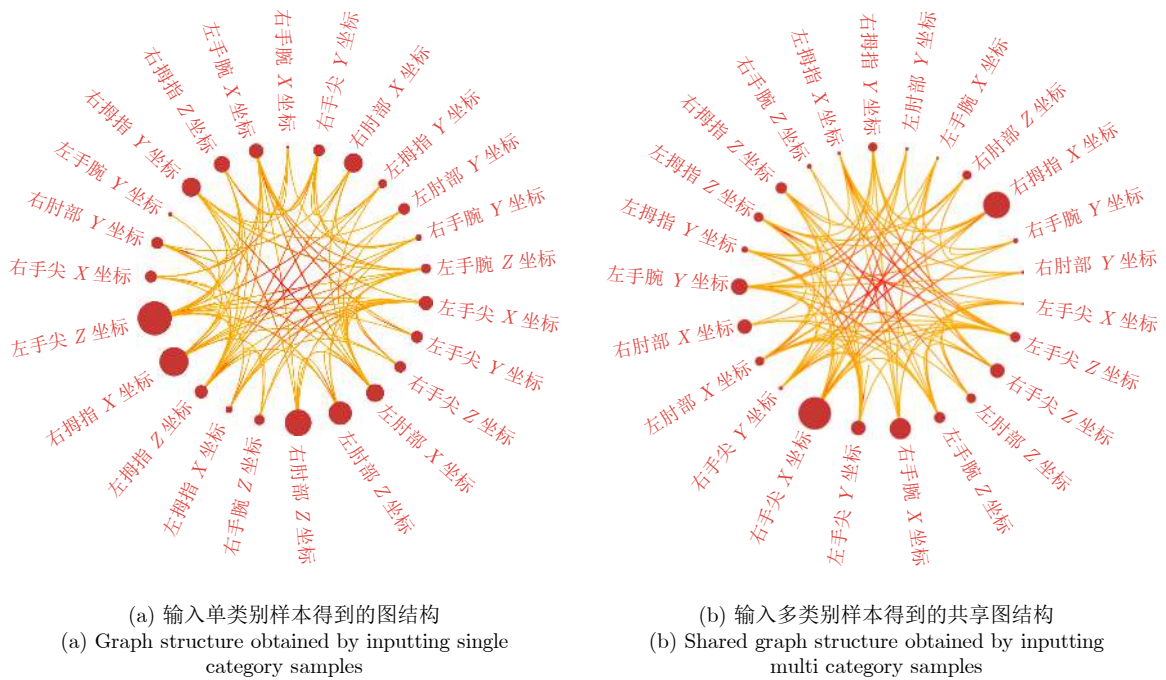 右手腕 X 坐标
右手尖 Y 坐标
右肘部 X 坐标
左拇指 Y 坐标
左肘部 Y 坐标
右手腕 Y 坐标
左手腕 Z 坐标
左手尖 X 坐标
左手尖 Y 坐标
右手尖 Z 坐标
左肘部 X 坐标
左肘部 Z 坐标
右肘部 Z 坐标
右手腕 Z 坐标
左拇指 X 坐标
左拇指 Z 坐标
右拇指 X 坐标
左手尖 Z 坐标
右手尖 X 坐标
右肘部 Y 坐标
左手腕 Y 坐标
右拇指 Y 坐标
右拇指 Z 坐标
左手腕 X 坐标
右拇指 Y 坐标
左肘部 Y 坐标
左手腕 X 坐标
右肘部 Z 坐标
右拇指 X 坐标
右手腕 Y 坐标
右肘部 Y 坐标
左手尖 X 坐标
左手尖 Z 坐标
右手尖 Z 坐标
左肘部 Z 坐标
左手腕 Z 坐标
右手腕 X 坐标
左手尖 Y 坐标
右手尖 X 坐标
右手尖 Y 坐标
左肘部 X 坐标
右肘部 X 坐标
左手腕 Y 坐标
左拇指 Y 坐标
左拇指 Z 坐标
右拇指 Z 坐标
右手腕 Z 坐标
左拇指 X 坐标
(a) 输入单类别样本得到的图结构
(a) Graph structure obtained by inputting single
category samples
(b) 输入多类别样本得到的共享图结构
(b) Shared graph structure obtained by inputting
multi category samples